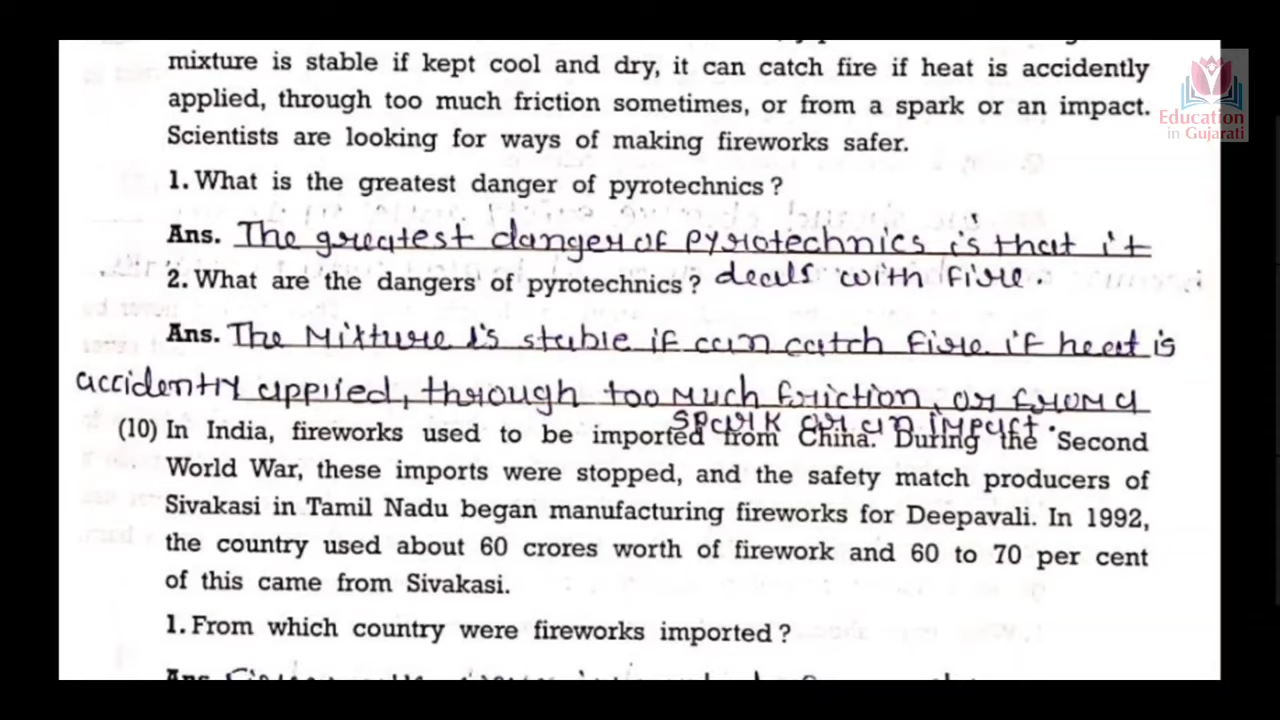 mixture is stable if kept cool and dry, it can catch fire if heat is accidently
applied, through too much friction sometimes, or from a spark or an impact.
Scientists are looking for ways of making fireworks safer.
1. What is the greatest danger of pyrotechnics ?
Ans. The greatest danger of pyrotechnics is that it
deals with fire.
2. What are the dangers of pyrotechnics ?
Ans. The Mixture is stable if can catch fire if heat is
accidentry applied, through too much friction, or from a
spark or an impact.
(10) In India, fireworks used to be imported from China. During the Second
World War, these imports were stopped, and the safety match producers of
Sivakasi in Tamil Nadu began manufacturing fireworks for Deepavali. In 1992,
the country used about 60 crores worth of firework and 60 to 70 per cent
of this came from Sivakasi.
1. From which country were fireworks imported ?
Ans
Education
in Gujarati